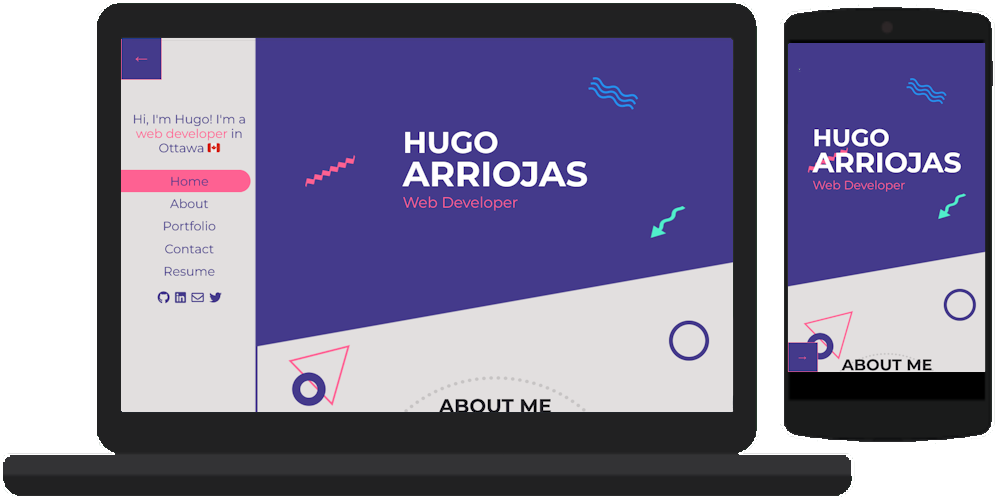 ←
Hi, I'm Hugo! I'm a
web developer in
Ottawa 🇨🇦
Home
About
Portfolio
Contact
Resume
HUGO
ARRIOJAS
Web Developer
ABOUT ME
HUGO
ARRIOJAS
Web Developer
→
ABOUT ME